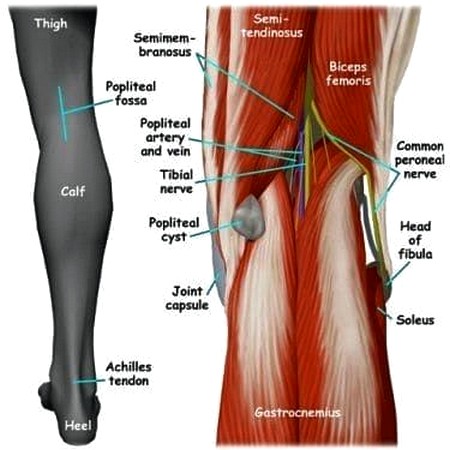 Thigh
Popliteal
fossa
Calf
Achilles
tendon
Heel
Semi-
tendinosus
Semimem-
branosus
Biceps
femoris
Popliteal
artery
and vein
Tibial
nerve
Common
peroneal
nerve
Popliteal
cyst
Head
of
fibula
Joint
capsule
Soleus
Gastrocnemius